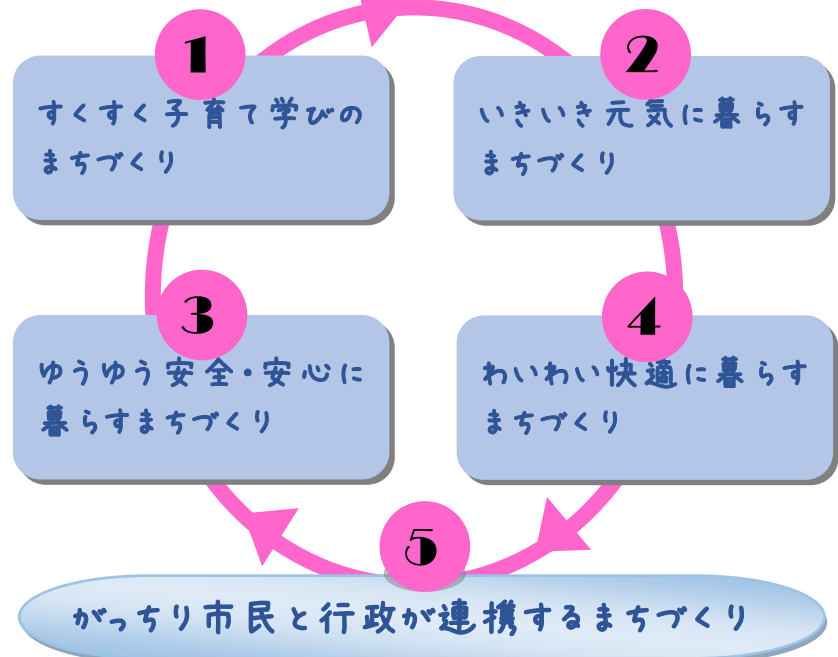 1
すくすく子育て学びの
まちづくり
2
いきいき元気に暮らす
まちづくり
3
ゆうゆう安全・安心に
暮らすまちづくり
4
わいわい快適に暮らす
まちづくり
5
がっちり市民と行政が連携するまちづくり